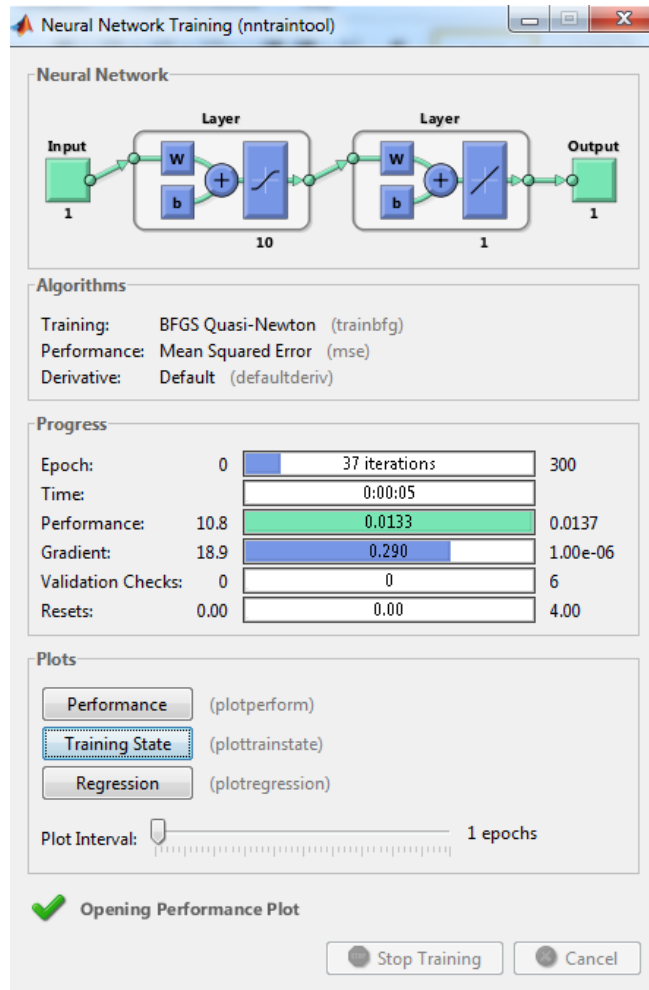 Neural Network Training (nntraintool)
Neural Network
Layer Layer
Input Output
W W
b b
+ +
1 10 1 1
Algorithms
Training: BFGS Quasi-Newton (trainbfg)
Performance: Mean Squared Error (mse)
Derivative: Default (defaultderiv)
Progress
Epoch: 0 37 iterations 300
Time: 0:00:05
Performance: 10.8 0.0133 0.0137
Gradient: 18.9 0.290 1.00e-06
Validation Checks: 0 0 6
Resets: 0.00 0.00 4.00
Plots
Performance (plotperform)
Training State (plottrainstate)
Regression (plotregression)
Plot Interval: 1 epochs
Opening Performance Plot
Stop Training Cancel